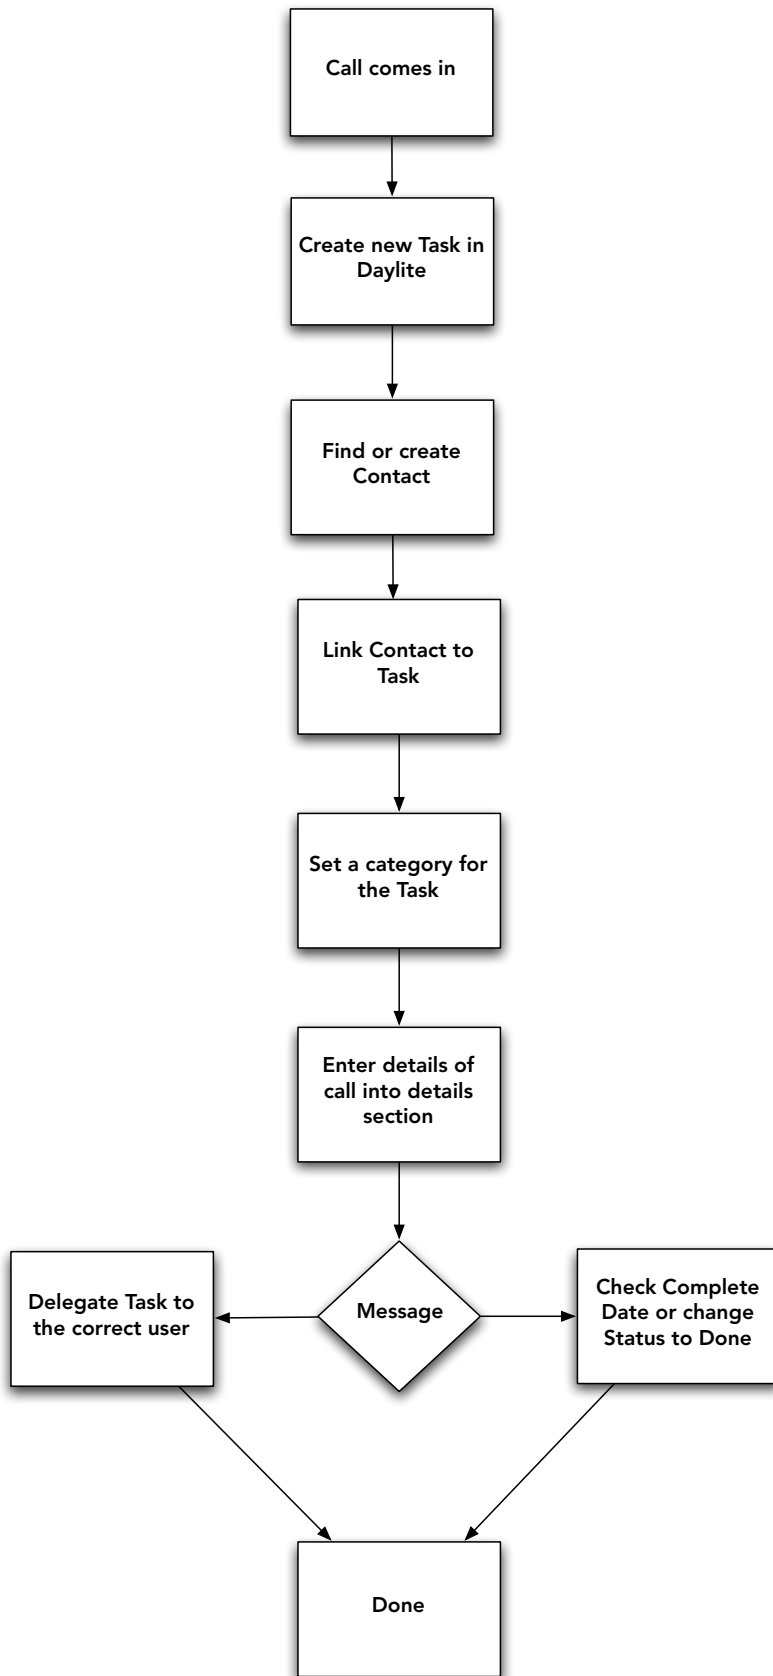 Call comes in
Create new Task in
Daylite
Find or create
Contact
Link Contact to
Task
Set a category for
the Task
Enter details of
call into details
section
Message
Delegate Task to
the correct user
Check Complete
Date or change
Status to Done
Done